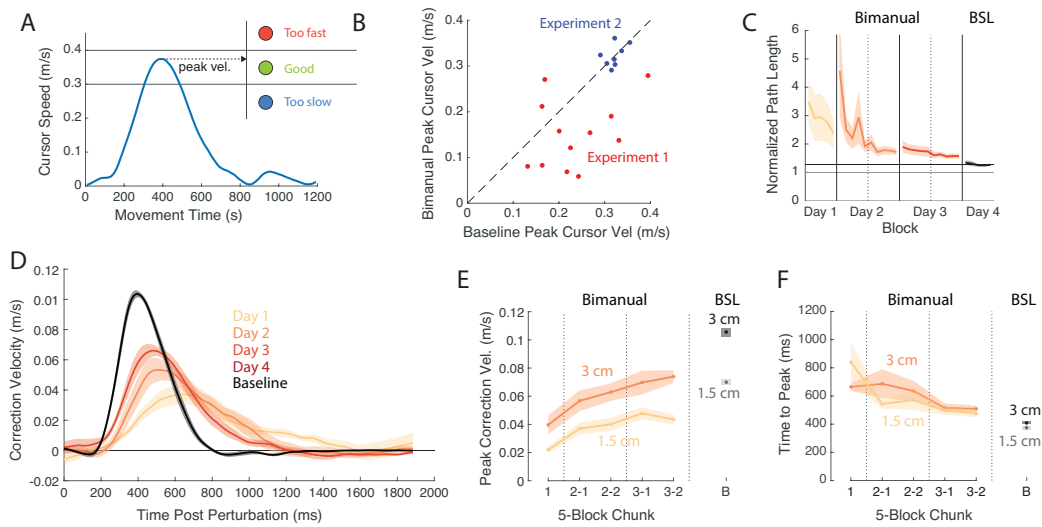 A
Cursor Speed (m/s)
0.4
0.3
0.2
0.1
0
0
200
400
600
800
1000
1200
Movement Time (s)
peak vel.
Too fast
Good
Too slow
B
Bimanual Peak Cursor Vel (m/s)
0.4
0.3
0.2
0.1
0
0
0.1
0.2
0.3
0.4
Baseline Peak Cursor Vel (m/s)
Experiment 2
Experiment 1
C
Bimanual
BSL
Normalized Path Length
6
5
4
3
2
1
0
Day 1
Day 2
Day 3
Day 4
Block
D
Correction Velocity (m/s)
0.12
0.01
0.08
0.06
0.04
0.02
0
-0.02
0
200
400
600
800
1000
1200
1400
1600
1800
2000
Time Post Perturbation (ms)
Day 1
Day 2
Day 3
Day 4
Baseline
E
Bimanual
BSL
Peak Correction Vel. (m/s)
0.12
0.10
0.08
0.06
0.04
0.02
0
3 cm
1.5 cm
3 cm
1.5 cm
1
2-1
2-2
3-1
3-2
B
5-Block Chunk
F
Bimanual
BSL
Time to Peak (ms)
1200
1000
800
600
400
200
0
3 cm
1.5 cm
3 cm
1.5 cm
1
2-1
2-2
3-1
3-2
B
5-Block Chunk